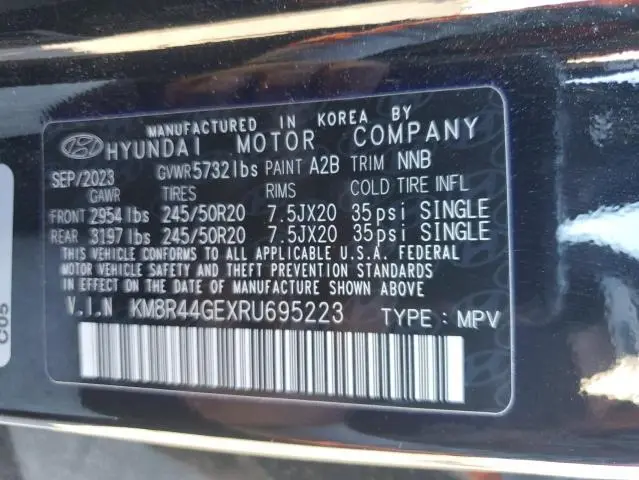 MANUFACTURED IN KOREA BY
HYUNDAI MOTOR COMPANY
SEP/2023 GVWR5732lbs PAINT A2B TRIM NNB
GAWR TIRES RIMS COLD TIRE INFL
FRONT 2954 lbs 245/50R20 7.5JX20 35psi SINGLE
REAR 3197 lbs 245/50R20 7.5JX20 35psi SINGLE
THIS VEHICLE CONFORMS TO ALL APPLICABLE U.S.A. FEDERAL
MOTOR VEHICLE SAFETY AND THEFT PREVENTION STANDARDS
IN EFFECT ON THE DATE OF MANUFACTURE SHOWN ABOVE
V.I.N KM8R44GEXRU695223 TYPE : MPV
C05